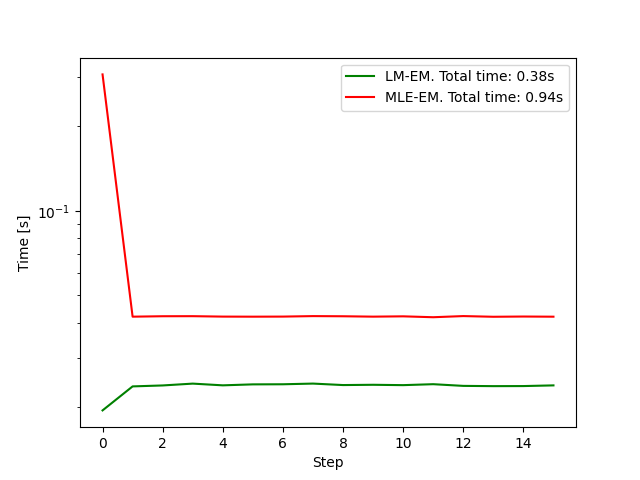 LM-EM. Total time: 0.38s
MLE-EM. Total time: 0.94s
Time [s]
10⁻¹
0 2 4 6 8 10 12 14
Step